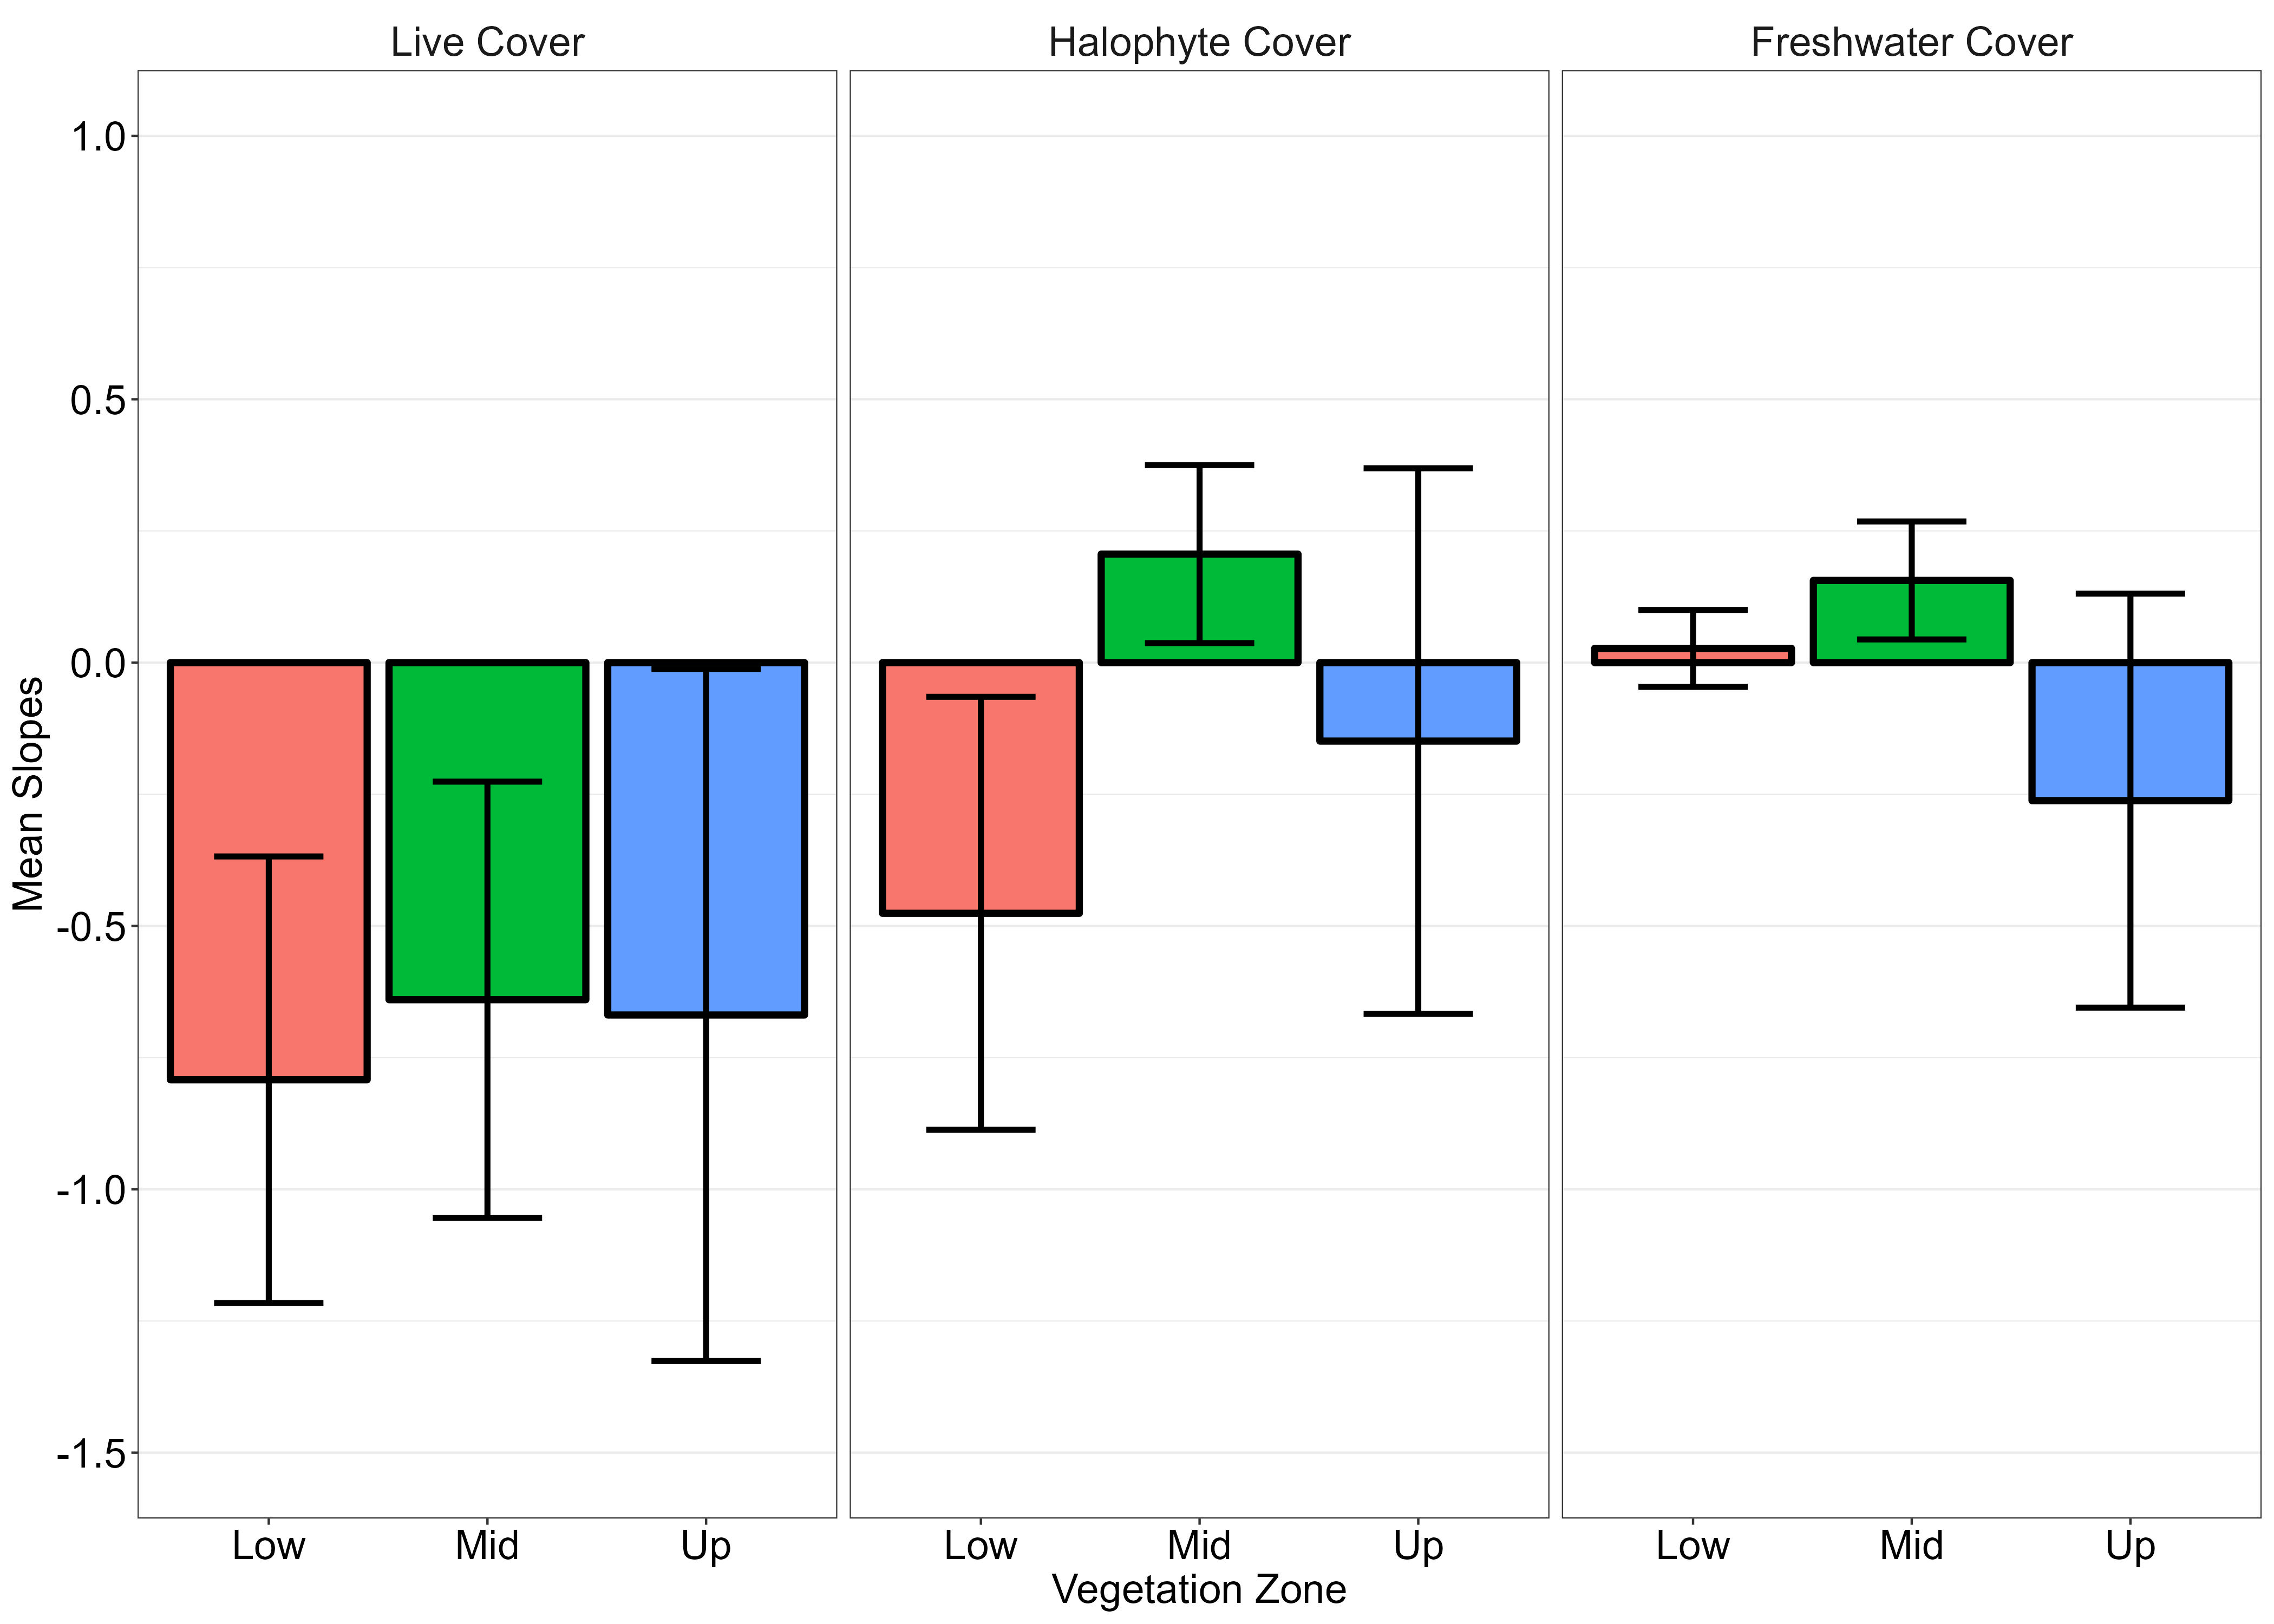 Live Cover
Halophyte Cover
Freshwater Cover
Mean Slopes
1.0
0.5
0.0
-0.5
-1.0
-1.5
Low Mid Up
Low Mid Up
Low Mid Up
Vegetation Zone